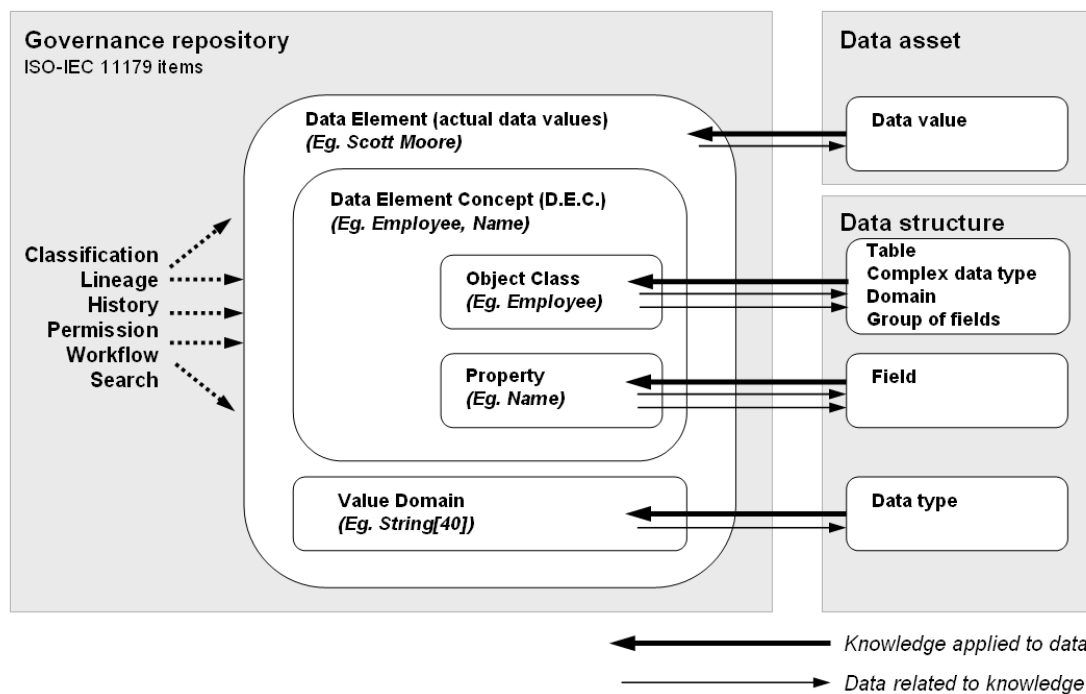 Governance repository
ISO-IEC 11179 items
Data Element (actual data values)
(Eg. Scott Moore)
Data Element Concept (D.E.C.)
(Eg. Employee, Name)
Object Class
(Eg. Employee)
Property
(Eg. Name)
Value Domain
(Eg. String[40])
Classification
Lineage
History
Permission
Workflow
Search
Data asset
Data value
Data structure
Table
Complex data type
Domain
Group of fields
Field
Data type
Knowledge applied to data
Data related to knowledge